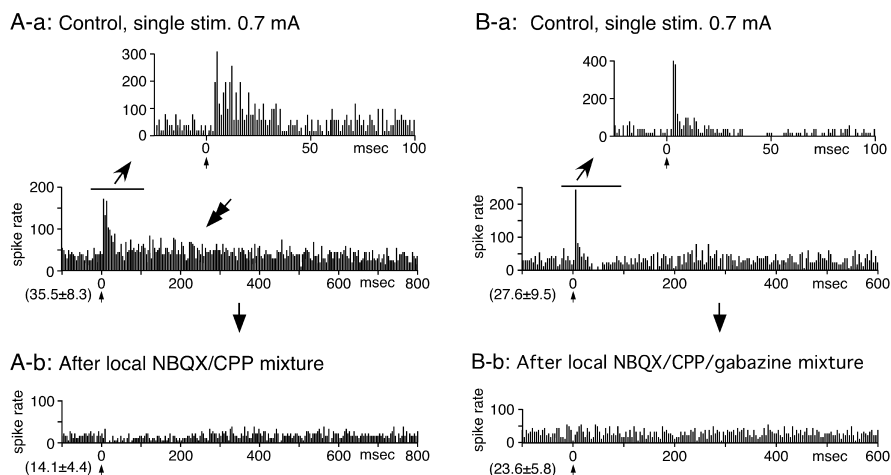 A-a: Control, single stim. 0.7 mA
300
200
100
0
0 50 msec 100
200
100
0
spike rate
(35.5±8.3)
0 200 400 600 msec 800
A-b: After local NBQX/CPP mixture
100
0
spike rate
(14.1±4.4)
0 200 400 600 msec 800
B-a: Control, single stim. 0.7 mA
400
200
0
0 50 msec 100
200
100
0
spike rate
(27.6±9.5)
0 200 400 msec 600
B-b: After local NBQX/CPP/gabazine mixture
100
0
spike rate
(23.6±5.8)
0 200 400 msec 600